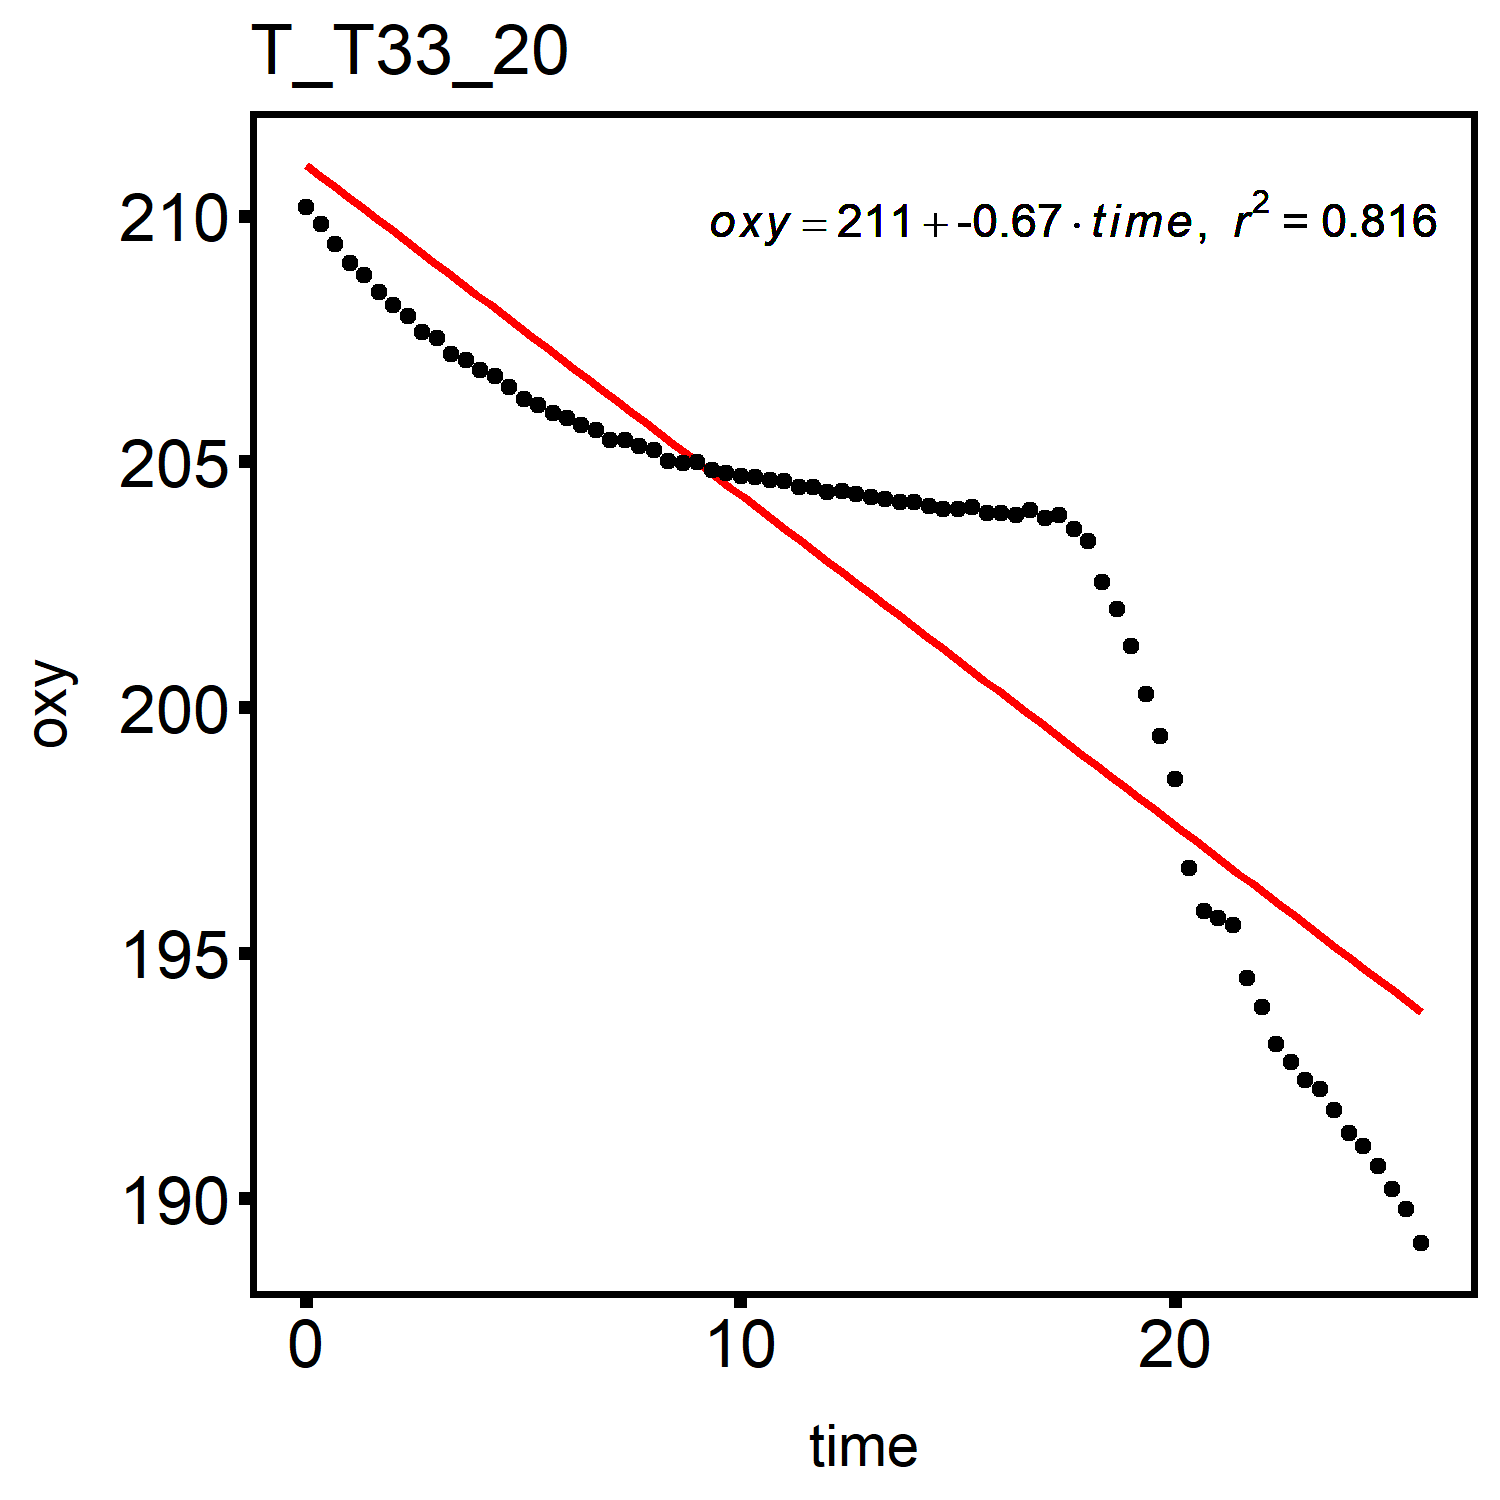 T_T33_20
oxy = 211 + -0.67 · time, r² = 0.816
210
205
200
195
190
oxy
0 10 20
time